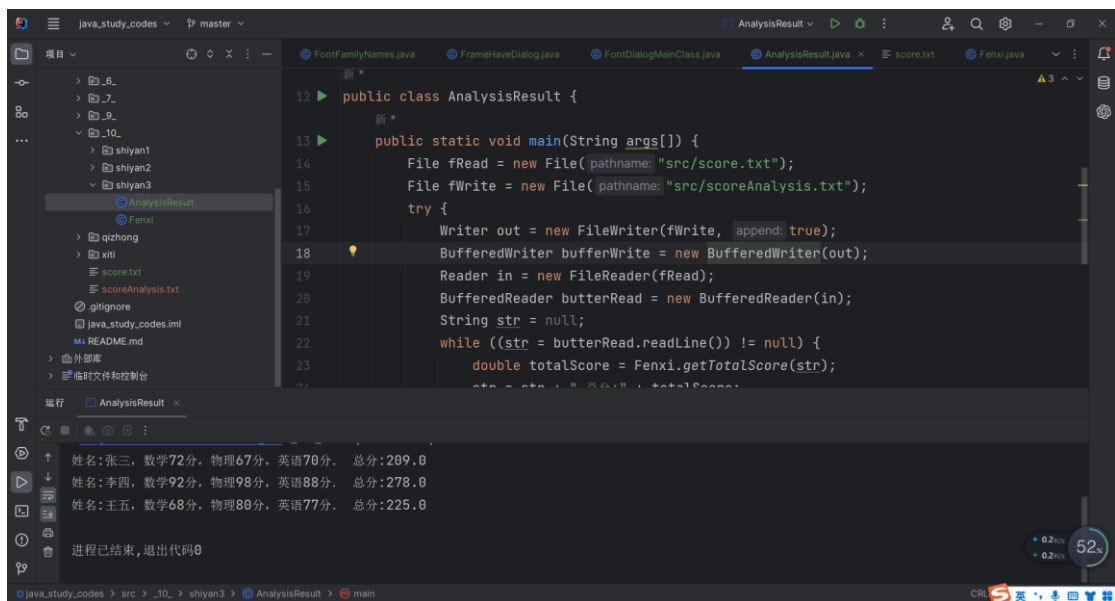 java_study_codes master AnalysisResult
项目
FontFamilyNames.java FrameHaveDialog.java FontDialogMainClass.java AnalysisResult.java score.txt Fenxi.java
_6_
_7_
_9_
_10_
shiyan1
shiyan2
shiyan3
AnalysisResult
Fenxi
qizhong
xiti
score.txt
scoreAnalysis.txt
.gitignore
java_study_codes.iml
README.md
外部库
临时文件和控制台
新 *
3
12 public class AnalysisResult {
新 *
13 public static void main(String args[]) {
14 File fRead = new File( pathname: "src/score.txt");
15 File fWrite = new File( pathname: "src/scoreAnalysis.txt");
16 try {
17 Writer out = new FileWriter(fWrite, append: true);
18 BufferedWriter bufferWrite = new BufferedWriter(out);
19 Reader in = new FileReader(fRead);
20 BufferedReader butterRead = new BufferedReader(in);
21 String str = null;
22 while ((str = butterRead.readLine()) != null) {
23 double totalScore = Fenxi.getTotalScore(str);
运行 AnalysisResult
姓名:张三，数学72分，物理67分，英语70分. 总分:209.0
姓名:李四，数学92分，物理98分，英语88分. 总分:278.0
姓名:王五，数学68分，物理80分，英语77分. 总分:225.0
进程已结束,退出代码0
0.2K/s
0.2K/s
52%
java_study_codes > src > _10_ > shiyan3 > AnalysisResult > main
英